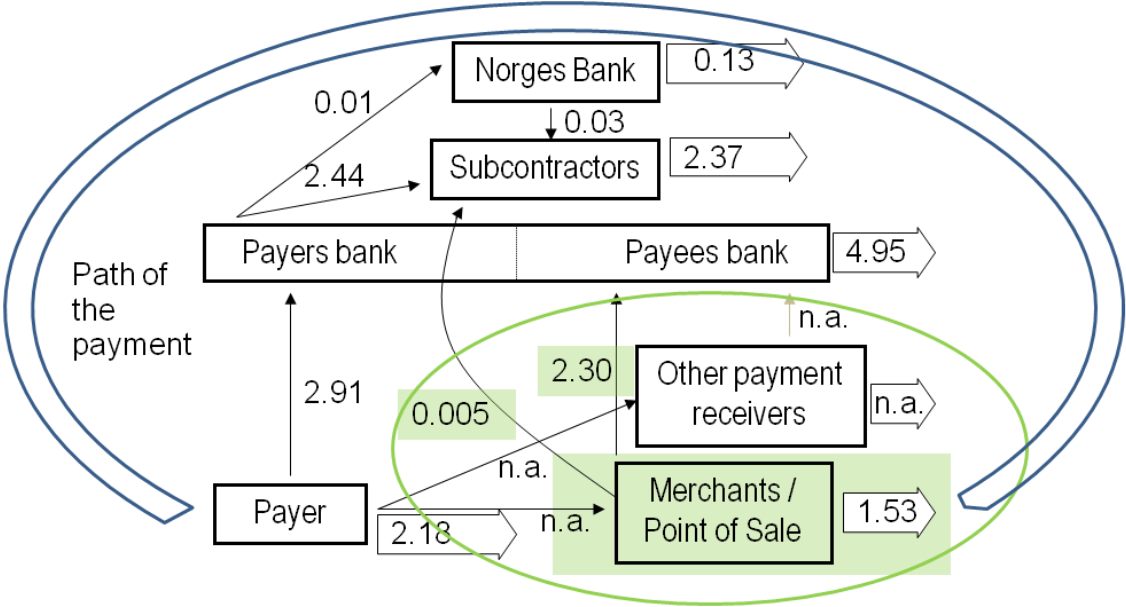 Norges Bank
0.13
0.01
0.03
Subcontractors
2.37
2.44
Payers bank
Payees bank
4.95
Path of
the
payment
n.a.
2.91
2.30
Other payment
receivers
n.a.
0.005
n.a.
Merchants /
Point of Sale
1.53
Payer
2.18
n.a.